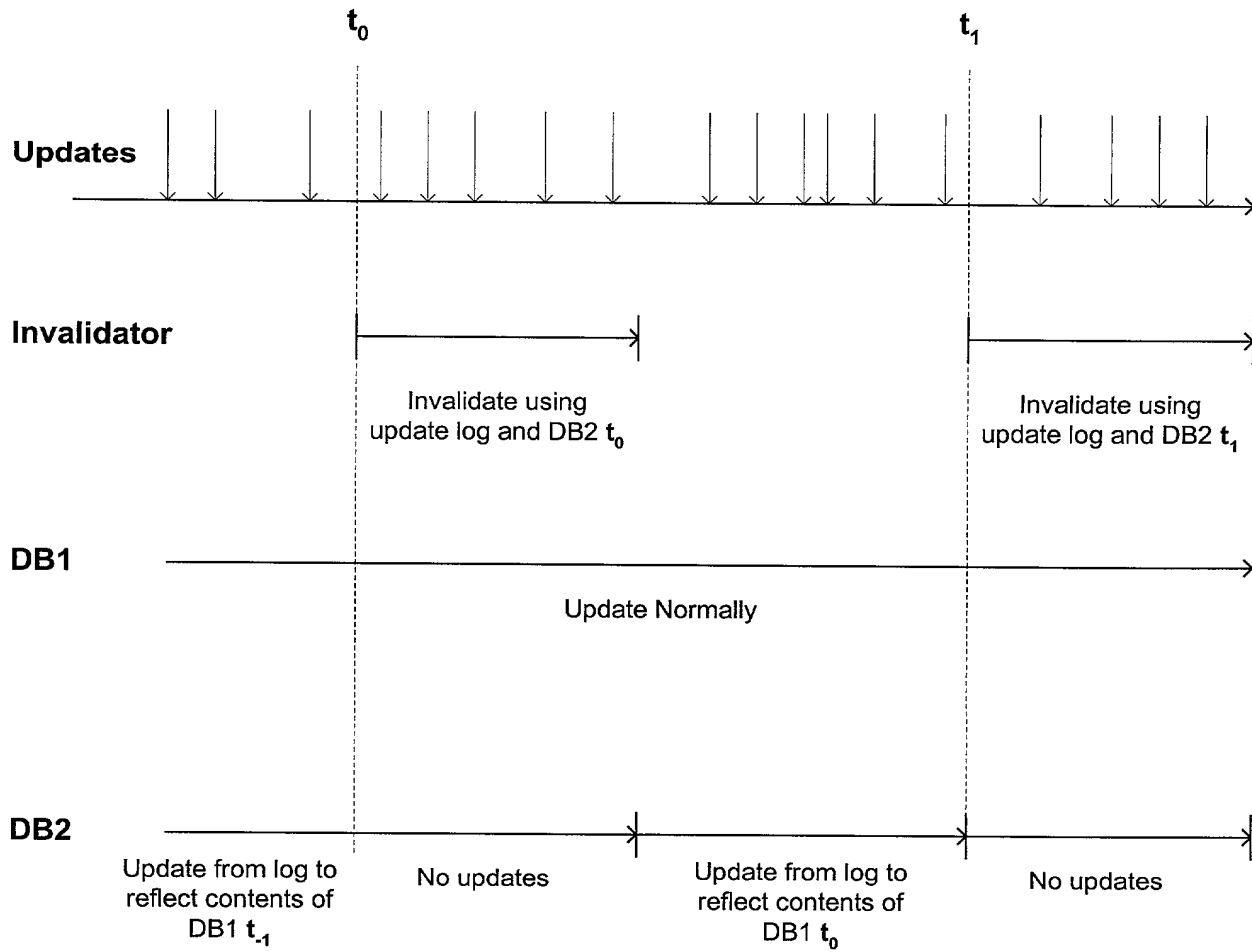 t0
t1
Updates
Invalidator
Invalidate using
update log and DB2 t0
Invalidate using
update log and DB2 t1
DB1
Update Normally
DB2
Update from log to
reflect contents of
DB1 t-1
No updates
Update from log to
reflect contents of
DB1 t0
No updates